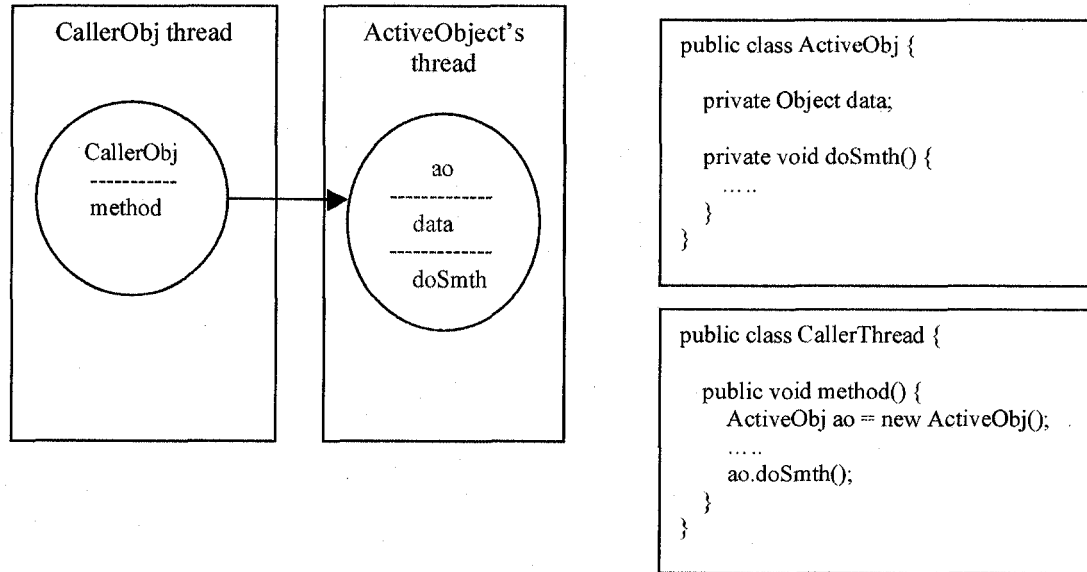 CallerObj thread
CallerObj
method
ActiveObject's
thread
ao
data
doSmth
public class ActiveObj {
private Object data;
private void doSmth() {
.....
}
}
public class CallerThread {
public void method() {
ActiveObj ao = new ActiveObj();
.....
ao.doSmth();
}
}